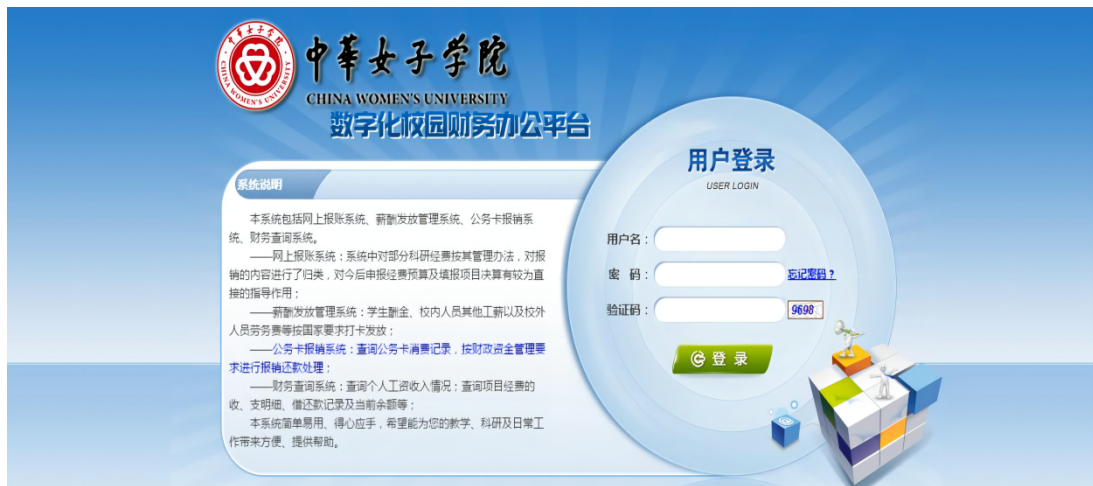 中華女子学院
CHINA WOMEN'S UNIVERSITY
中華女子学院
CHINA WOMEN'S UNIVERSITY
数字化校园财务办公平台
系统说明
本系统包括网上报账系统、薪酬发放管理系统、公务卡报销系
统、财务查询系统。
——网上报账系统：系统中对部分科研经费按其管理办法，对报
销的内容进行了归类，对今后申报经费预算及填报项目决算有较为直
接的指导作用；
——薪酬发放管理系统：学生酬金、校内人员其他工薪以及校外
人员劳务费等按国家要求打卡发放；
——公务卡报销系统：查询公务卡消费记录，按财政资金管理要
求进行报销还款处理；
——财务查询系统：查询个人工资收入情况；查询项目经费的
收、支明细、借还款记录及当前余额等；
本系统简单易用、得心应手，希望能为您的教学、科研及日常工
作带来方便、提供帮助。
用户登录
USER LOGIN
用户名：
密 码：
忘记密码？
验证码：
9698
登 录